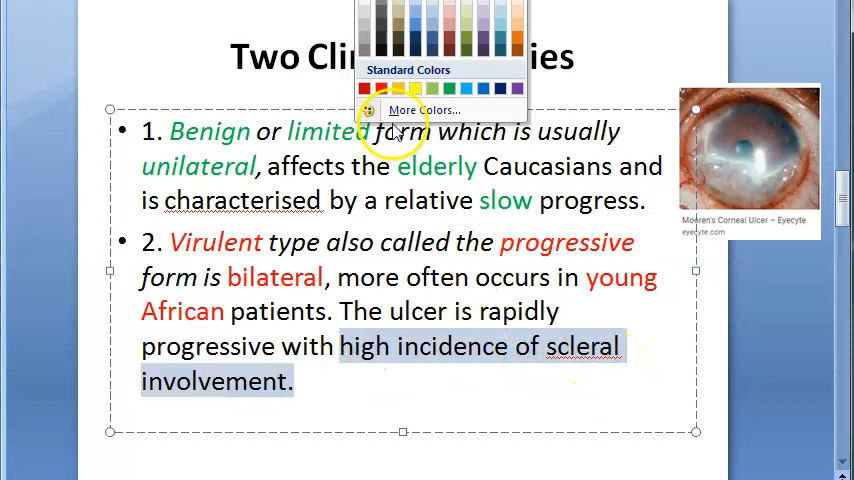 Two Clin ies
Standard Colors
More Colors...
• 1. Benign or limited form which is usually
unilateral, affects the elderly Caucasians and
is characterised by a relative slow progress.
• 2. Virulent type also called the progressive
form is bilateral, more often occurs in young
African patients. The ulcer is rapidly
progressive with high incidence of scleral
involvement.
Mooren's Corneal Ulcer – Eyecyte
eyecyte.com